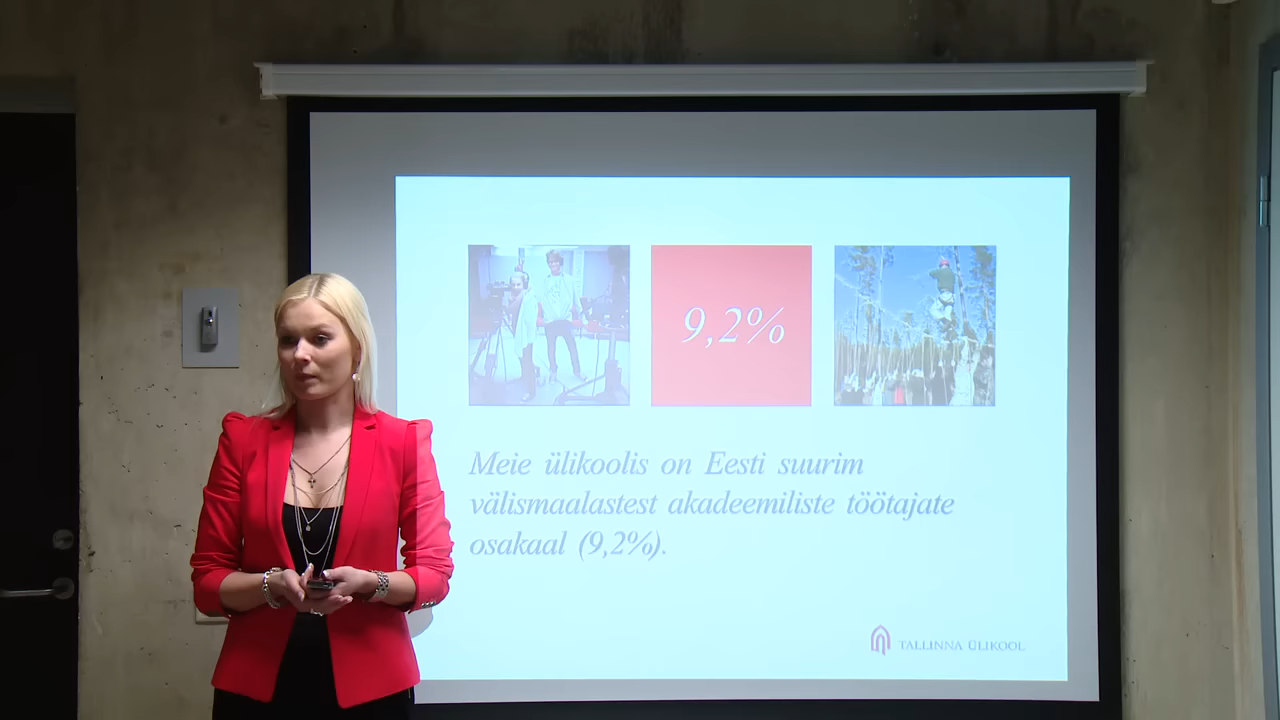 9,2%
Meie ülikoolis on Eesti suurim
välismaalastest akadeemiliste töötajate
osakaal (9,2%).
TALLINNA ÜLIKOOL